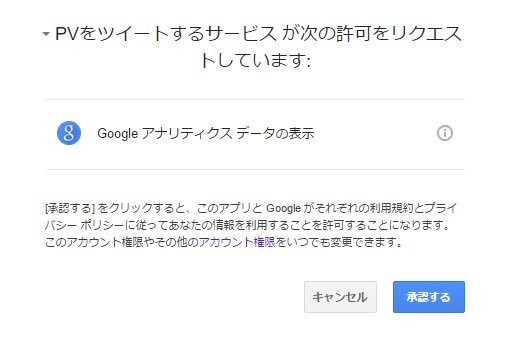 PVをツイートするサービス が次の許可をリクエス
トしています:
Google アナリティクス データの表示
[承認する] をクリックすると、このアプリと Google がそれぞれの利用規約とプライ
バシー ポリシーに従ってあなたの情報を利用することを許可することになります。
このアカウント権限やその他のアカウント権限をいつでも変更できます。
キャンセル
承認する